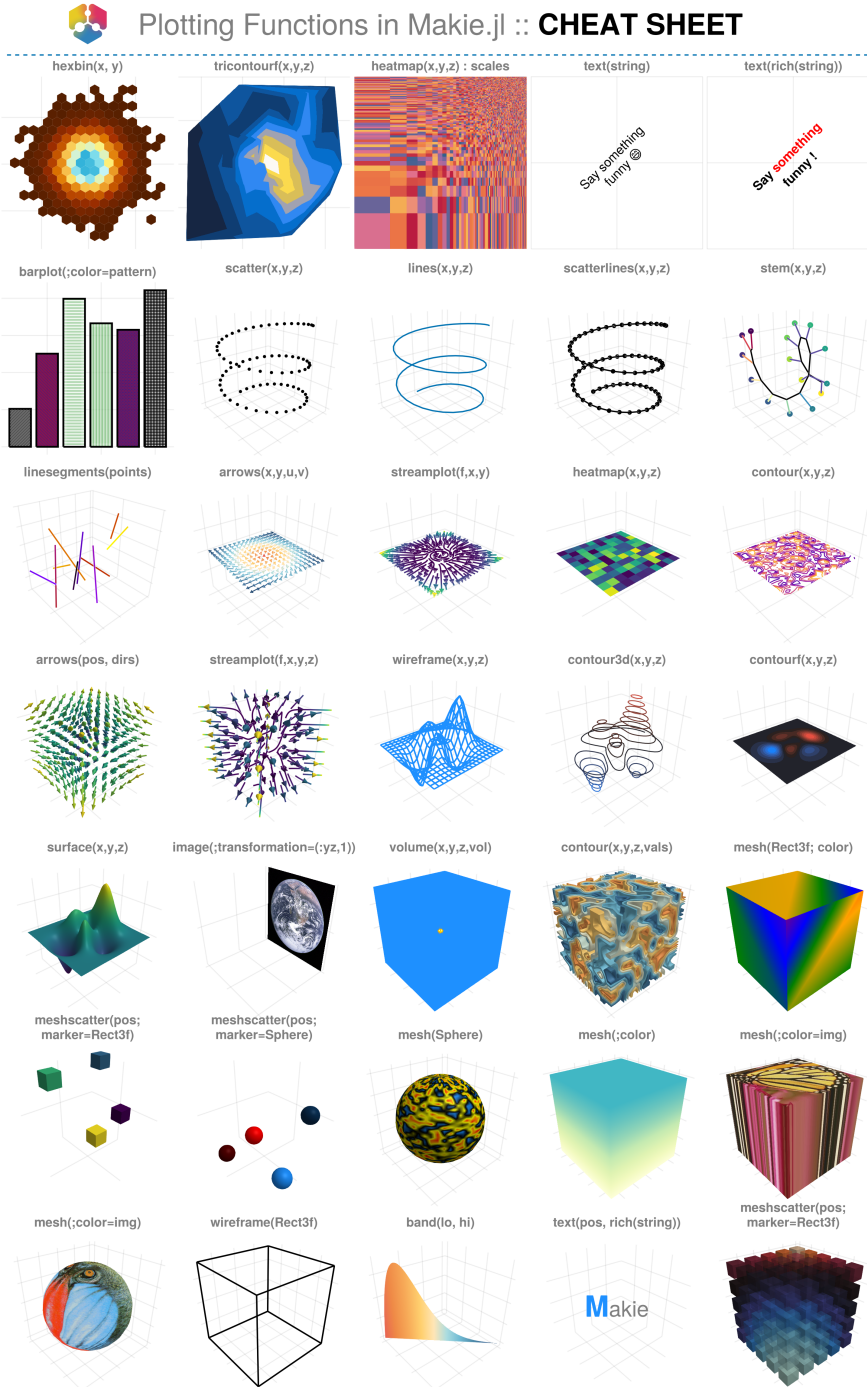 Plotting Functions in Makie.jl :: CHEAT SHEET
hexbin(x, y)
tricontourf(x,y,z)
heatmap(x,y,z) : scales
text(string)
text(rich(string))
Say something
funny 😄
Say something
funny !
barplot(;color=pattern)
scatter(x,y,z)
lines(x,y,z)
scatterlines(x,y,z)
stem(x,y,z)
linesegments(points)
arrows(x,y,u,v)
streamplot(f,x,y)
heatmap(x,y,z)
contour(x,y,z)
arrows(pos, dirs)
streamplot(f,x,y,z)
wireframe(x,y,z)
contour3d(x,y,z)
contourf(x,y,z)
surface(x,y,z)
image(;transformation=(:yz,1))
volume(x,y,z,vol)
contour(x,y,z,vals)
mesh(Rect3f; color)
meshscatter(pos;
marker=Rect3f)
meshscatter(pos;
marker=Sphere)
mesh(Sphere)
mesh(;color)
mesh(;color=img)
mesh(;color=img)
wireframe(Rect3f)
band(lo, hi)
text(pos, rich(string))
meshscatter(pos;
marker=Rect3f)
Makie